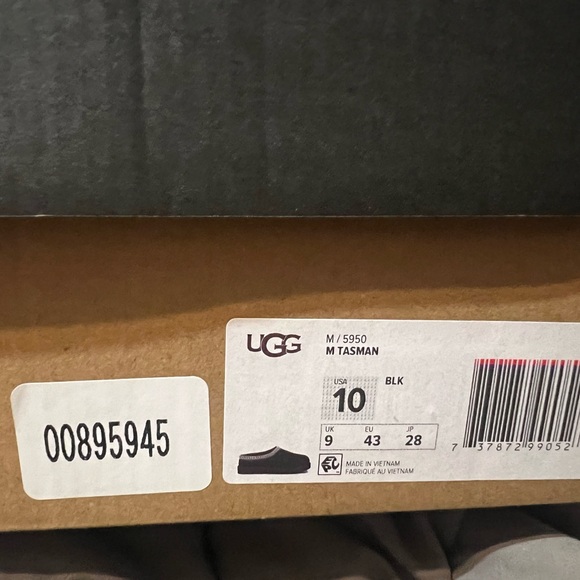 UGG
M / 5950
M TASMAN
USA
10
BLK
UK EU JP
9 43 28
MADE IN VIETNAM
FABRIQUÉ AU VIETNAM
7 37872 99052
00895945